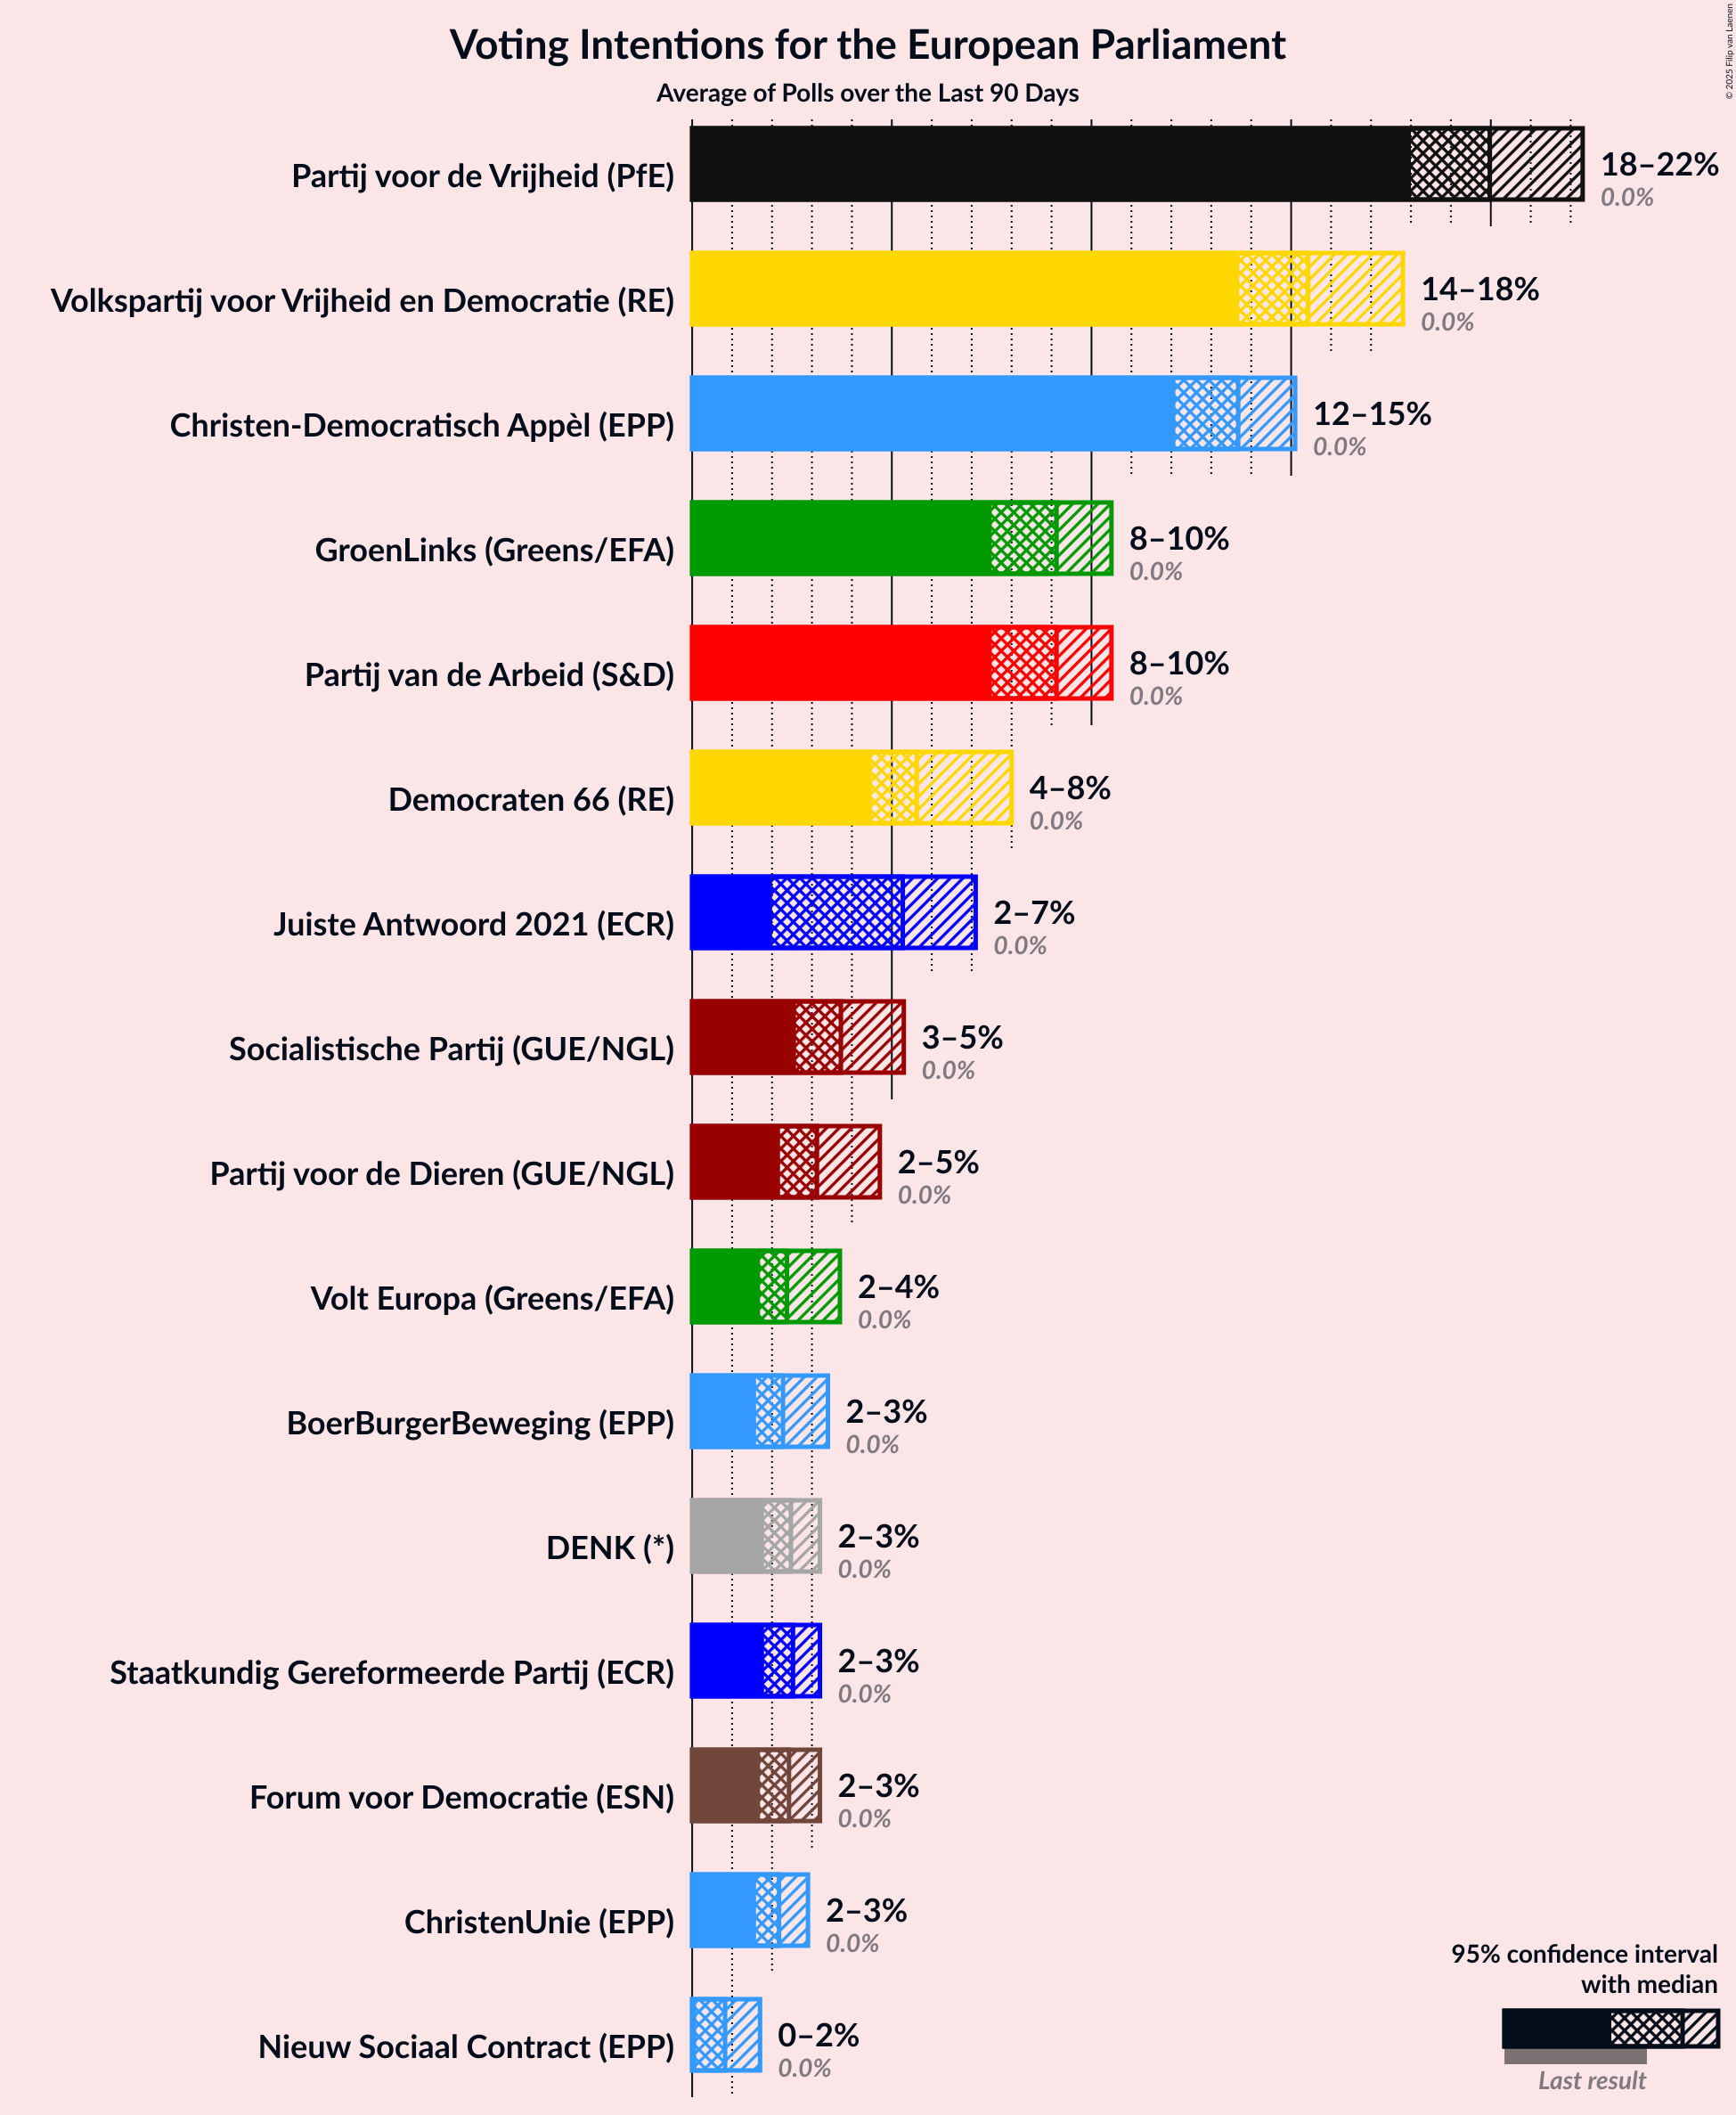 Voting Intentions for the European Parliament
Average of Polls over the Last 90 Days
© 2025 Filip van Laenen
Partij voor de Vrijheid (PfE)
18–22%
0.0%
Volkspartij voor Vrijheid en Democratie (RE)
14–18%
0.0%
Christen-Democratisch Appèl (EPP)
12–15%
0.0%
GroenLinks (Greens/EFA)
8–10%
0.0%
Partij van de Arbeid (S&D)
8–10%
0.0%
Democraten 66 (RE)
4–8%
0.0%
Juiste Antwoord 2021 (ECR)
2–7%
0.0%
Socialistische Partij (GUE/NGL)
3–5%
0.0%
Partij voor de Dieren (GUE/NGL)
2–5%
0.0%
Volt Europa (Greens/EFA)
2–4%
0.0%
BoerBurgerBeweging (EPP)
2–3%
0.0%
DENK (*)
2–3%
0.0%
Staatkundig Gereformeerde Partij (ECR)
2–3%
0.0%
Forum voor Democratie (ESN)
2–3%
0.0%
ChristenUnie (EPP)
2–3%
0.0%
Nieuw Sociaal Contract (EPP)
0–2%
0.0%
95% confidence interval
with median
Last result